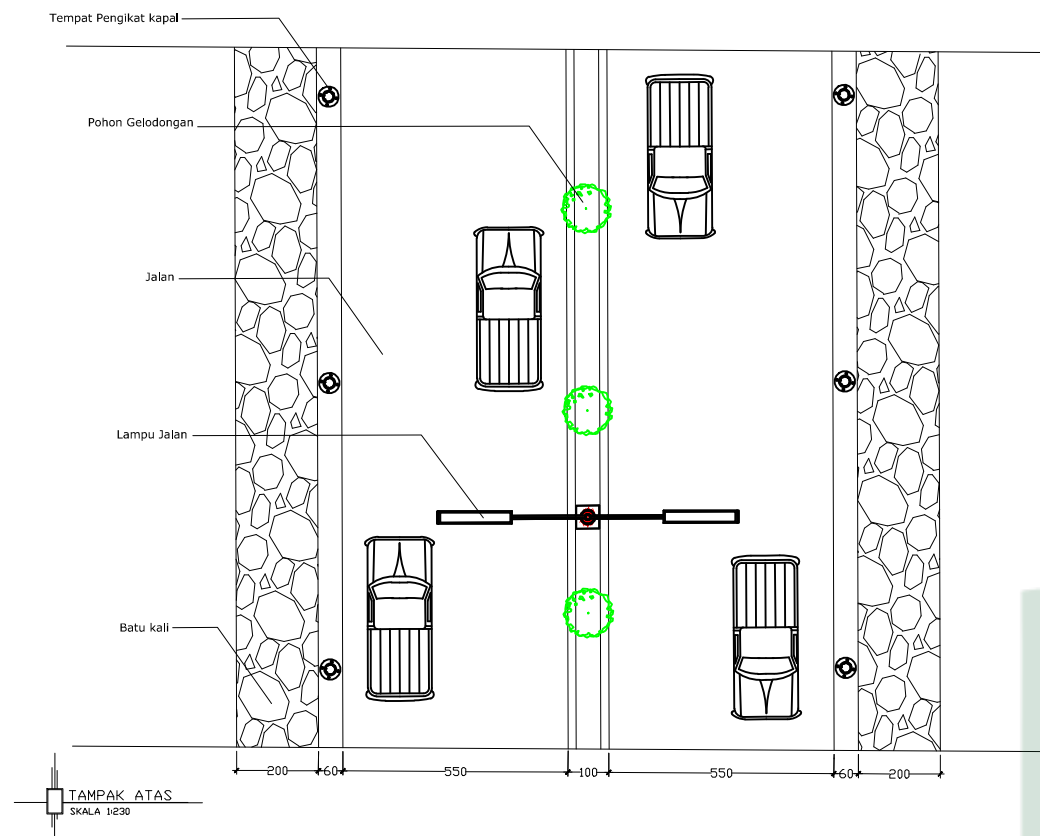 Tempat Pengikat kapal
Pohon Gelodongan
Jalan
Lampu Jalan
Batu kali
200 60 550 100 550 60 200
TAMPAK ATAS
SKALA 1:230